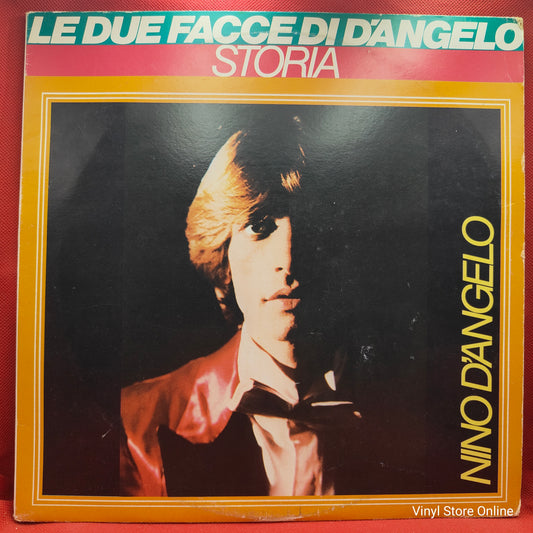 LE DUE FACCE DI D'ANGELO
STORIA
NINO D'ANGELO
Vinyl Store Online